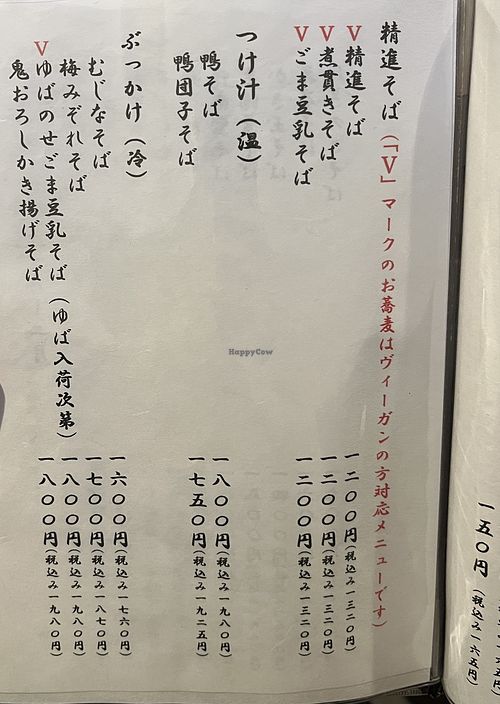 精進そば(「V」マークのお蕎麦はヴィーガンの方対応メニューです)
V 精進そば 一二〇〇円(税込み一三二〇円)
V 煮貫きそば 一二〇〇円(税込み一三二〇円)
V ごま豆乳そば 一二〇〇円(税込み一三二〇円)
つけ汁(温)
鴨そば 一八〇〇円(税込み一九八〇円)
鴨団子そば 一七五〇円(税込み一九二五円)
ぶっかけ(冷)
むじなそば 一六〇〇円(税込み一七六〇円)
梅みぞれそば 一七〇〇円(税込み一八七〇円)
V ゆばのせごま豆乳そば(ゆば入荷次第) 一八〇〇円(税込み一九八〇円)
鬼おろしかき揚げそば 一八〇〇円(税込み一九八〇円)
一五〇円(税込み一六五円)
HappyCow